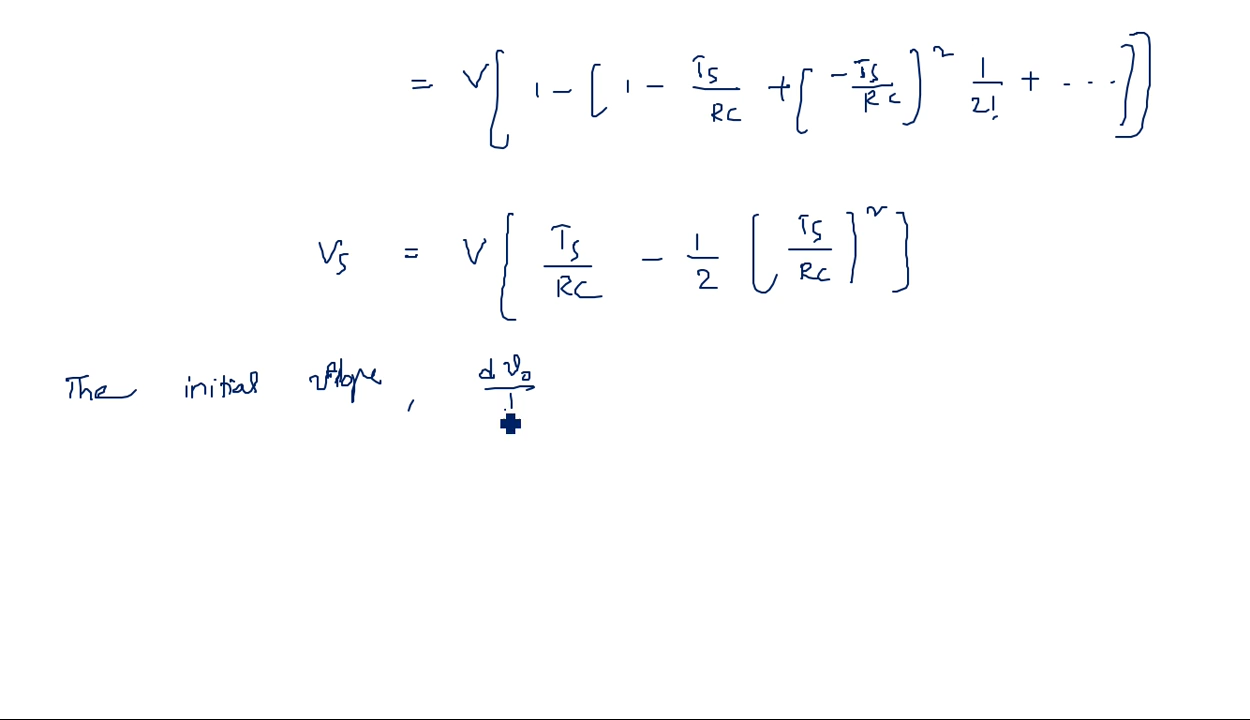 = V[ 1 - [ 1 - Ts/RC + [ -Ts/RC ]² 1/2! + ... ]]
Vs = V[ Ts/RC - 1/2 [ Ts/RC ]² ]
The initial slope, dv₀/